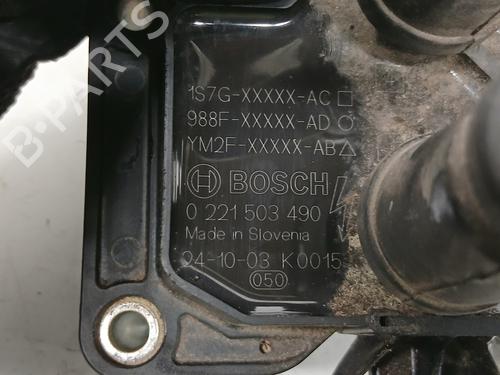 1S7G-XXXXX-AC □
988F-XXXXX-AD ○
YM2F-XXXXX-AB △
BOSCH
0 221 503 490
Made in Slovenia
24-10-03 K0015
050
B-PARTS